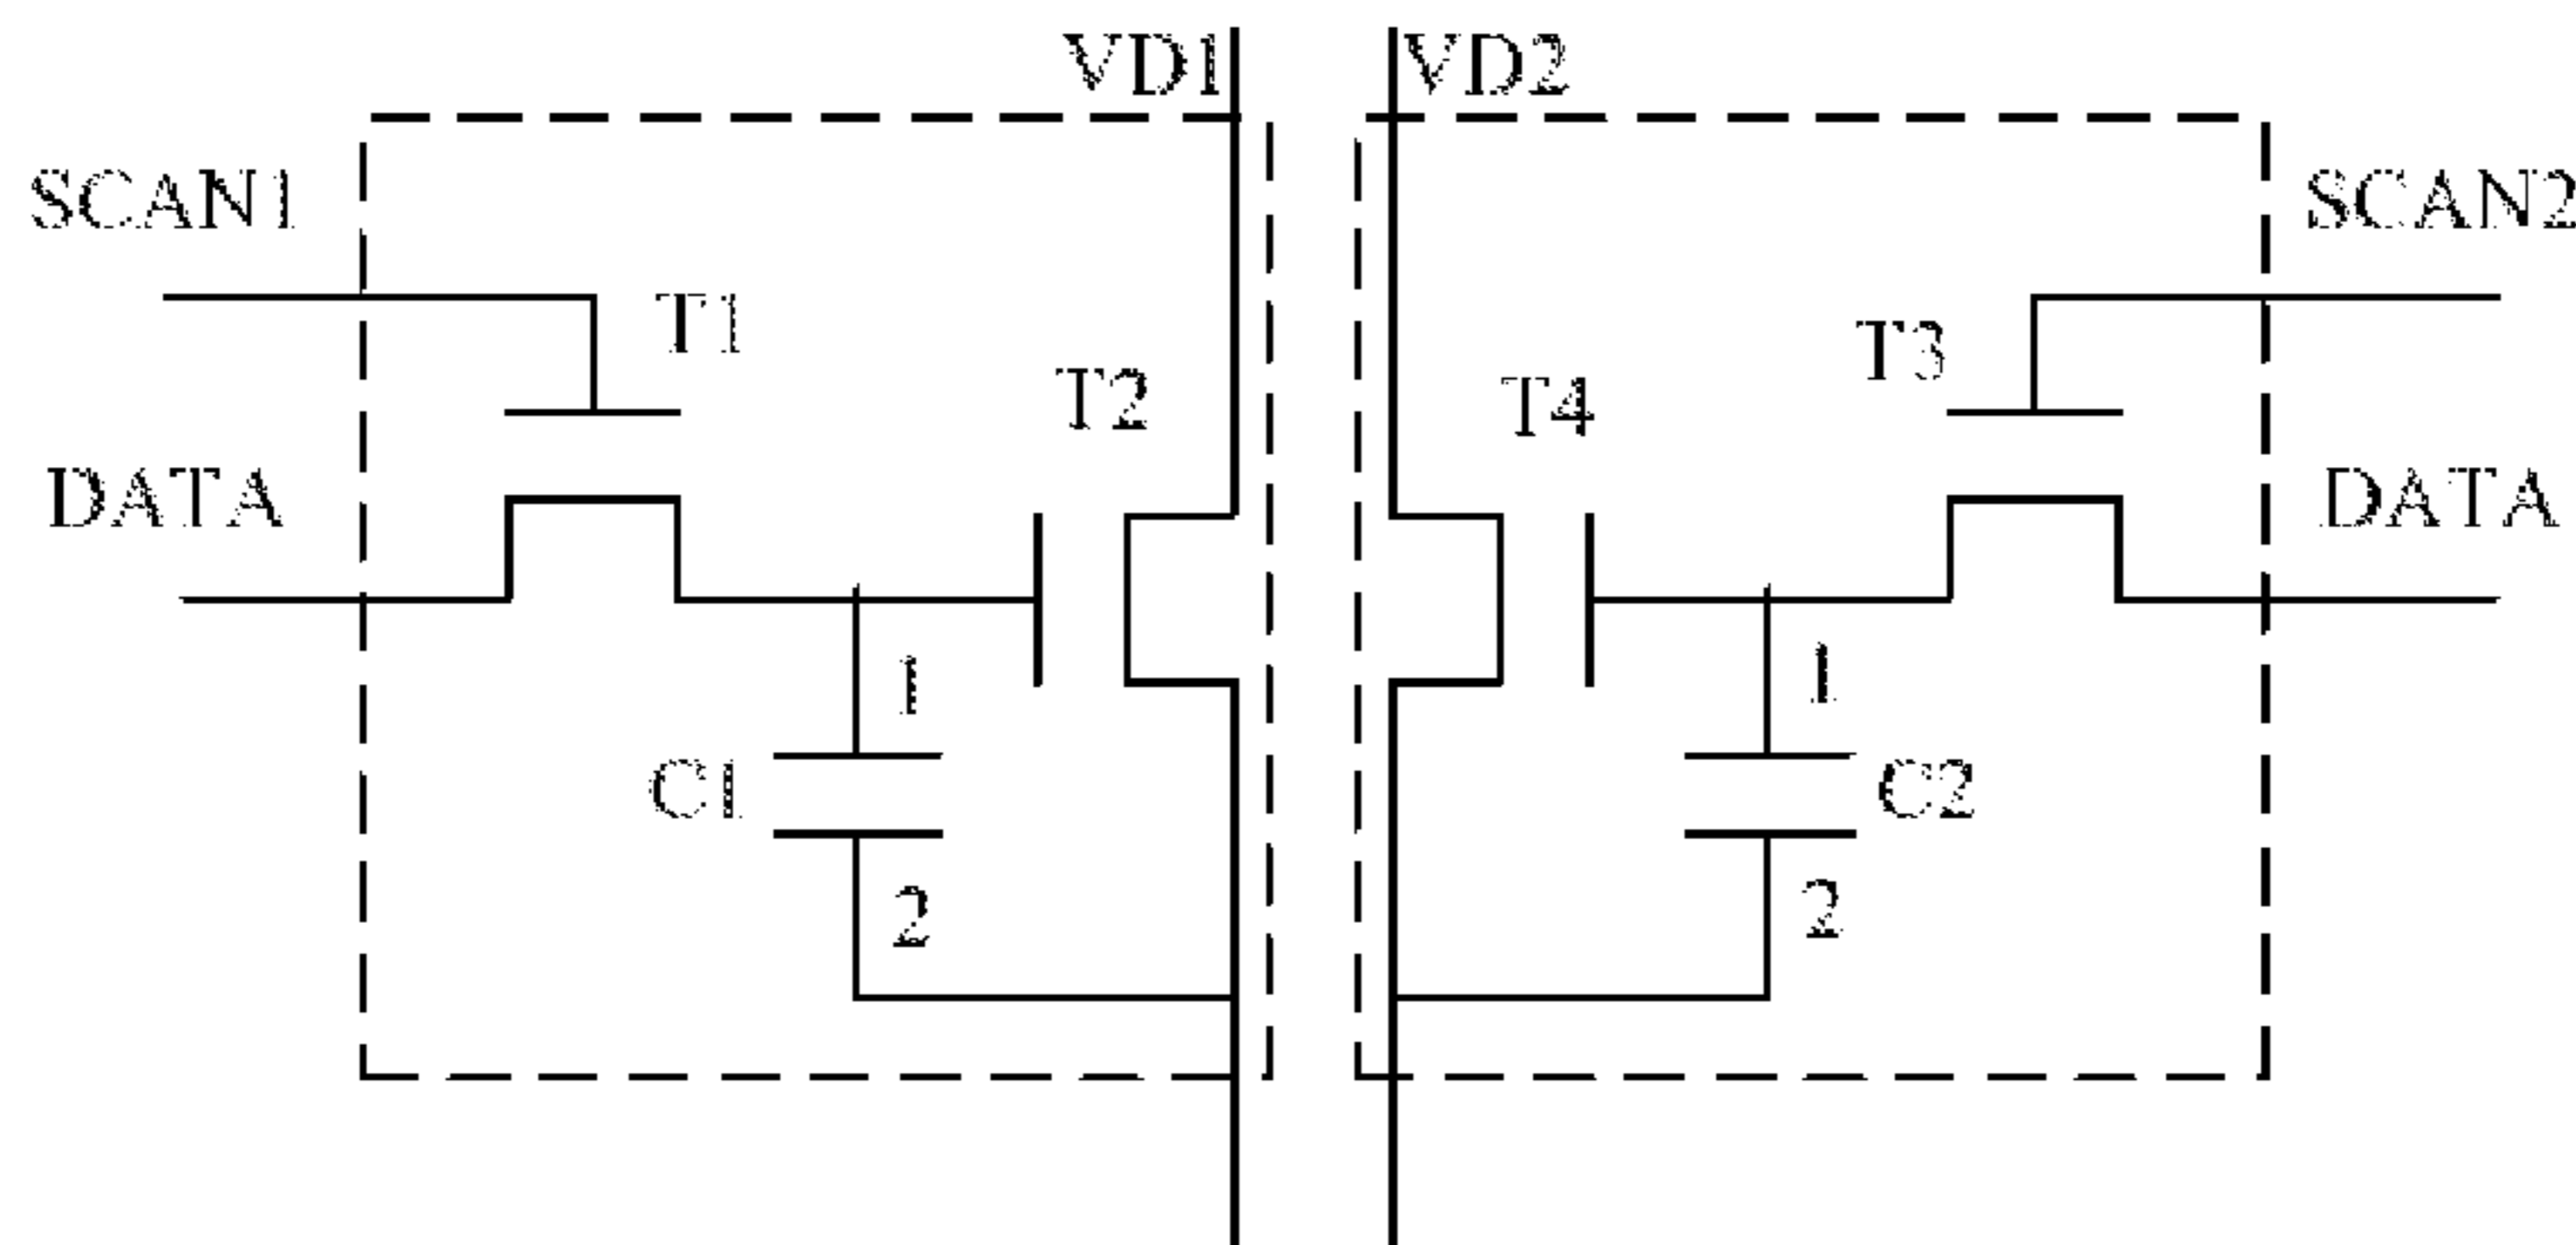 VD1 VD2
SCAN1 SCAN2
T1 T3
T2 T4
DATA DATA
1 1
C1 C2
2 2